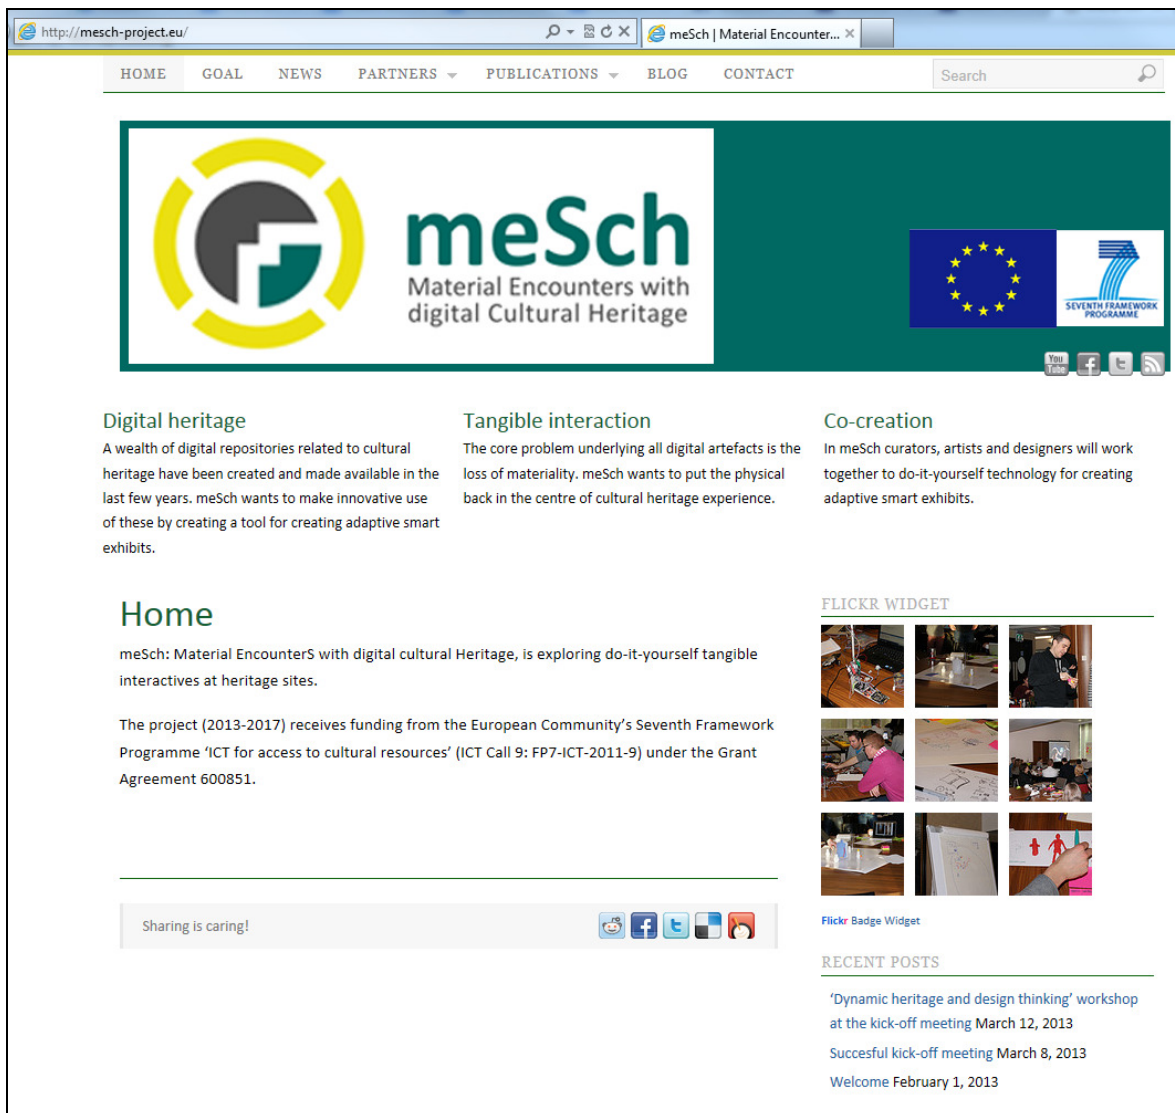 http://mesch-project.eu/
meSch | Material Encounter...
HOME GOAL NEWS PARTNERS PUBLICATIONS BLOG CONTACT Search
meSch
Material Encounters with
digital Cultural Heritage
SEVENTH FRAMEWORK
PROGRAMME
You
Tube
Digital heritage
A wealth of digital repositories related to cultural
heritage have been created and made available in the
last few years. meSch wants to make innovative use
of these by creating a tool for creating adaptive smart
exhibits.
Tangible interaction
The core problem underlying all digital artefacts is the
loss of materiality. meSch wants to put the physical
back in the centre of cultural heritage experience.
Co-creation
In meSch curators, artists and designers will work
together to do-it-yourself technology for creating
adaptive smart exhibits.
Home
meSch: Material EncounterS with digital cultural Heritage, is exploring do-it-yourself tangible
interactives at heritage sites.
The project (2013-2017) receives funding from the European Community’s Seventh Framework
Programme ‘ICT for access to cultural resources’ (ICT Call 9: FP7-ICT-2011-9) under the Grant
Agreement 600851.
Sharing is caring!
FLICKR WIDGET
Flickr Badge Widget
RECENT POSTS
‘Dynamic heritage and design thinking’ workshop
at the kick-off meeting March 12, 2013
Succesful kick-off meeting March 8, 2013
Welcome February 1, 2013